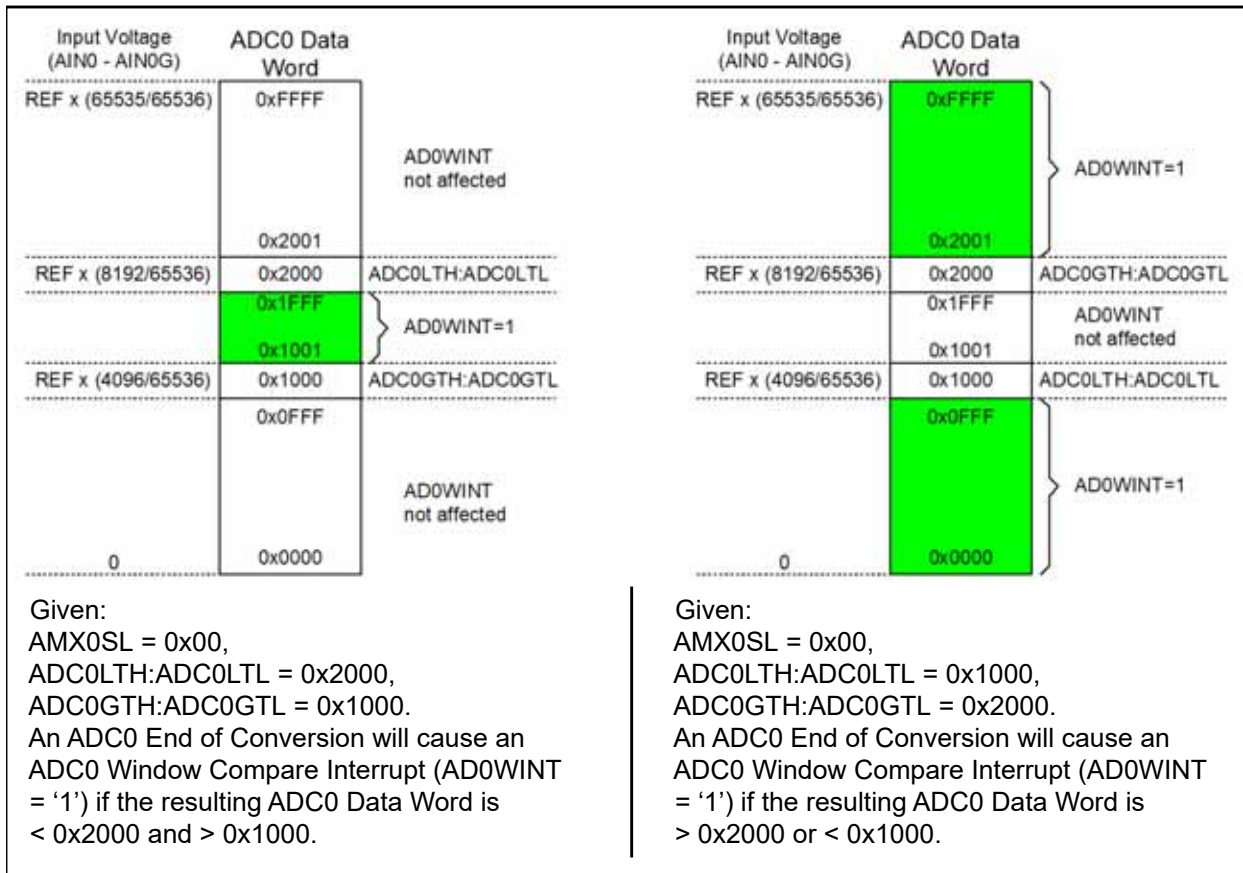 Input Voltage
(AIN0 - AIN0G)
ADC0 Data
Word
REF x (65535/65536)
0xFFFF
AD0WINT
not affected
0x2001
REF x (8192/65536)
0x2000
ADC0LTH:ADC0LTL
0x1FFF
AD0WINT=1
0x1001
REF x (4096/65536)
0x1000
ADC0GTH:ADC0GTL
0x0FFF
AD0WINT
not affected
0
0x0000
Given:
AMX0SL = 0x00,
ADC0LTH:ADC0LTL = 0x2000,
ADC0GTH:ADC0GTL = 0x1000.
An ADC0 End of Conversion will cause an
ADC0 Window Compare Interrupt (AD0WINT
= ‘1’) if the resulting ADC0 Data Word is
< 0x2000 and > 0x1000.
Input Voltage
(AIN0 - AIN0G)
ADC0 Data
Word
REF x (65535/65536)
0xFFFF
AD0WINT=1
0x2001
REF x (8192/65536)
0x2000
ADC0GTH:ADC0GTL
0x1FFF
AD0WINT
not affected
0x1001
REF x (4096/65536)
0x1000
ADC0LTH:ADC0LTL
0x0FFF
AD0WINT=1
0
0x0000
Given:
AMX0SL = 0x00,
ADC0LTH:ADC0LTL = 0x1000,
ADC0GTH:ADC0GTL = 0x2000.
An ADC0 End of Conversion will cause an
ADC0 Window Compare Interrupt (AD0WINT
= ‘1’) if the resulting ADC0 Data Word is
> 0x2000 or < 0x1000.